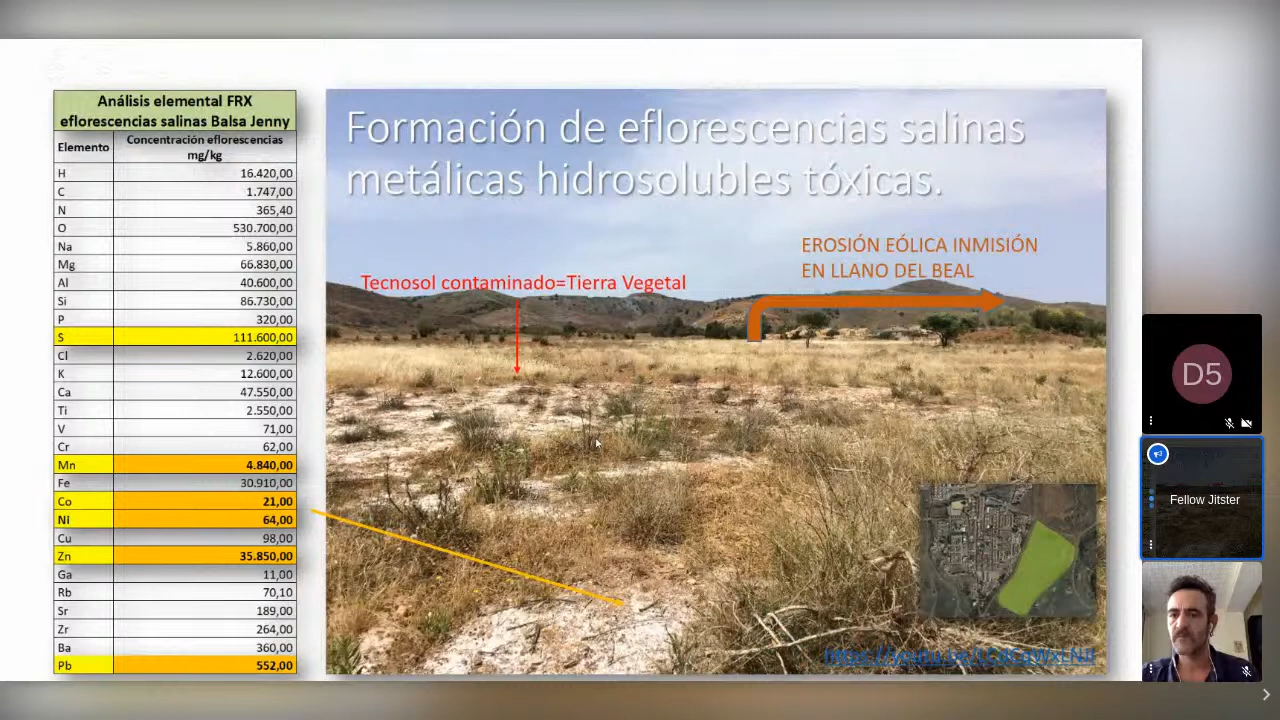 Análisis elemental FRX
eflorescencias salinas Balsa Jenny
Elemento Concentración eflorescencias mg/kg
H 16.420,00
C 1.747,00
N 365,40
O 530.700,00
Na 5.860,00
Mg 66.830,00
Al 40.600,00
Si 86.730,00
P 320,00
S 111.600,00
Cl 2.620,00
K 12.600,00
Ca 47.550,00
Ti 2.550,00
V 71,00
Cr 62,00
Mn 4.840,00
Fe 30.910,00
Co 21,00
Ni 64,00
Cu 98,00
Zn 35.850,00
Ga 11,00
Rb 70,10
Sr 189,00
Zr 264,00
Ba 360,00
Pb 552,00
Formación de eflorescencias salinas
metálicas hidrosolubles tóxicas.
EROSIÓN EÓLICA INMISIÓN
EN LLANO DEL BEAL
Tecnosol contaminado=Tierra Vegetal
D5
Fellow Jitster